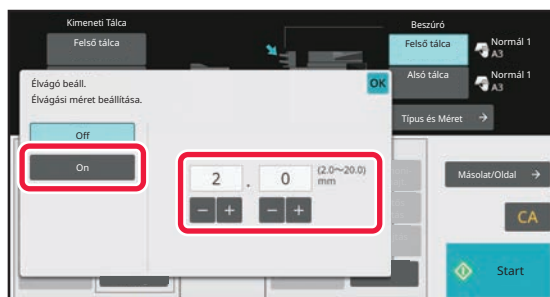 Kimeneti Tálca
Beszúró
Felső tálca
Felső tálca
Normál 1
A3
Alsó tálca
Normál 1
A3
Típus és Méret
Élvágó beáll.
Élvágási méret beállítása.
OK
Off
On
2 . 0 (2.0～20.0)
mm
− + − +
Másolat/Oldal
CA
Start